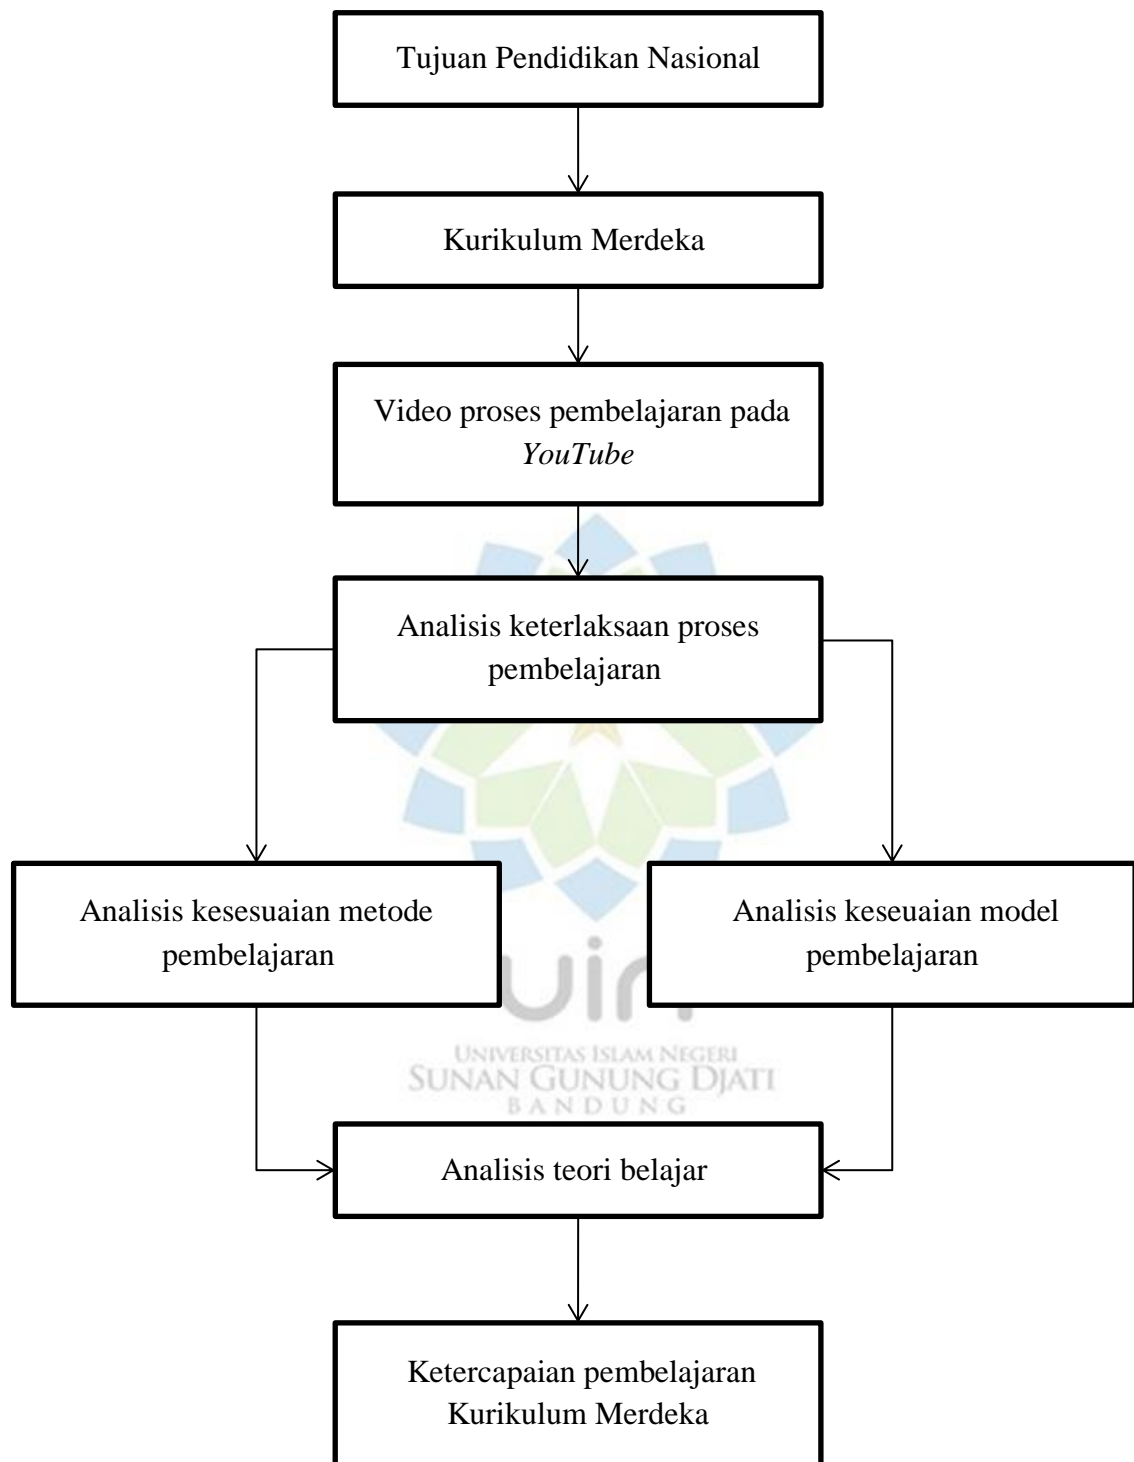 Tujuan Pendidikan Nasional
Kurikulum Merdeka
Video proses pembelajaran pada
YouTube
Analisis keterlaksaan proses
pembelajaran
Analisis kesesuaian metode
pembelajaran
Analisis keseuaian model
pembelajaran
uin
UNIVERSITAS ISLAM NEGERI
SUNAN GUNUNG DJATI
BANDUNG
Analisis teori belajar
Ketercapaian pembelajaran
Kurikulum Merdeka